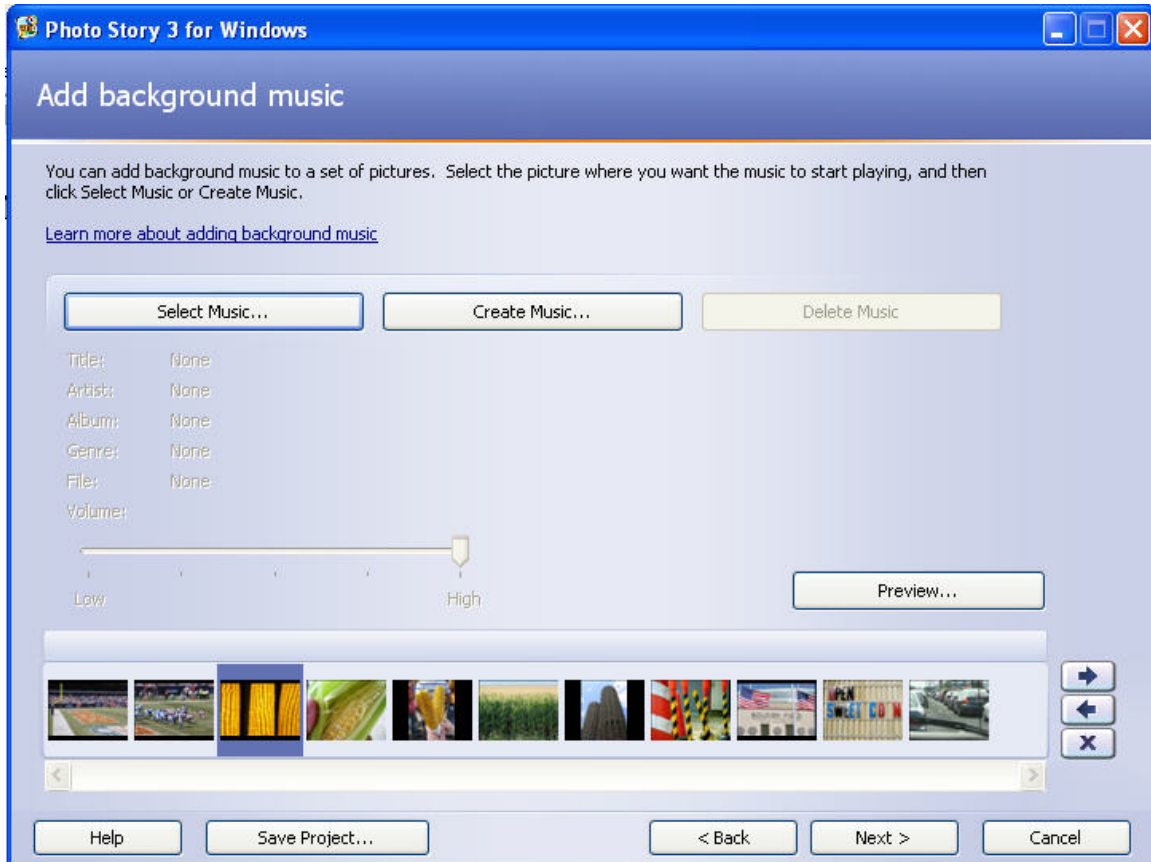 Photo Story 3 for Windows
Add background music
You can add background music to a set of pictures.  Select the picture where you want the music to start playing, and then
click Select Music or Create Music.
Learn more about adding background music
Select Music...
Create Music...
Delete Music
Title: None
Artist: None
Album: None
Genre: None
File: None
Volume:
Low High
Preview...
SWEET CO N
Help
Save Project...
< Back
Next >
Cancel